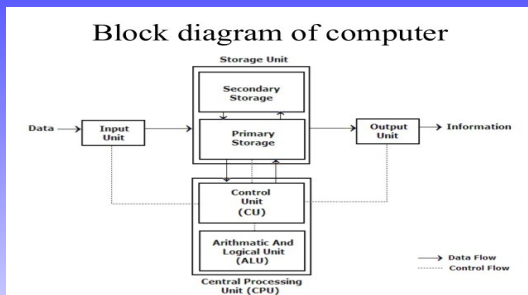 Block diagram of computer
Storage Unit
Secondary
Storage
Data
Input
Unit
Primary
Storage
Output
Unit
Information
Control
Unit
(CU)
Arithmatic And
Logical Unit
(ALU)
Central Processing
Unit (CPU)
Data Flow
Control Flow